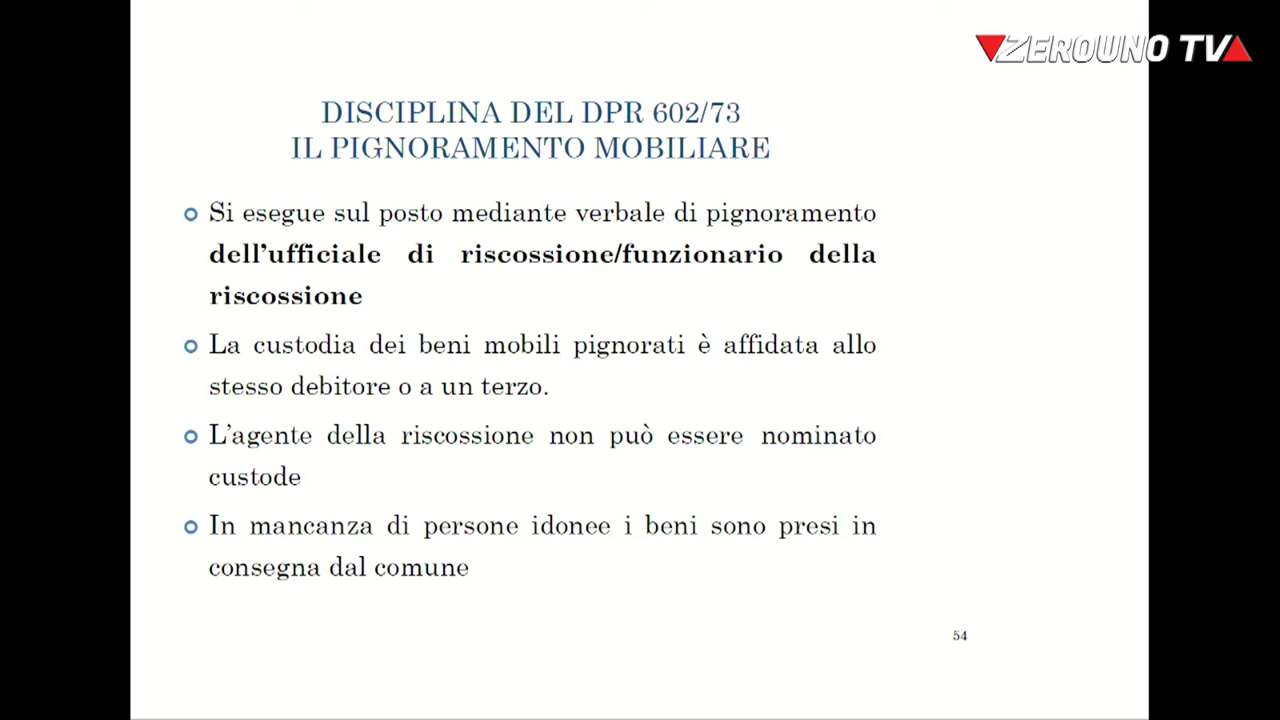 ZEROUNO TV
DISCIPLINA DEL DPR 602/73
IL PIGNORAMENTO MOBILIARE
Si esegue sul posto mediante verbale di pignoramento
dell'ufficiale di riscossione/funzionario della
riscossione
La custodia dei beni mobili pignorati è affidata allo
stesso debitore o a un terzo.
L'agente della riscossione non può essere nominato
custode
In mancanza di persone idonee i beni sono presi in
consegna dal comune
54